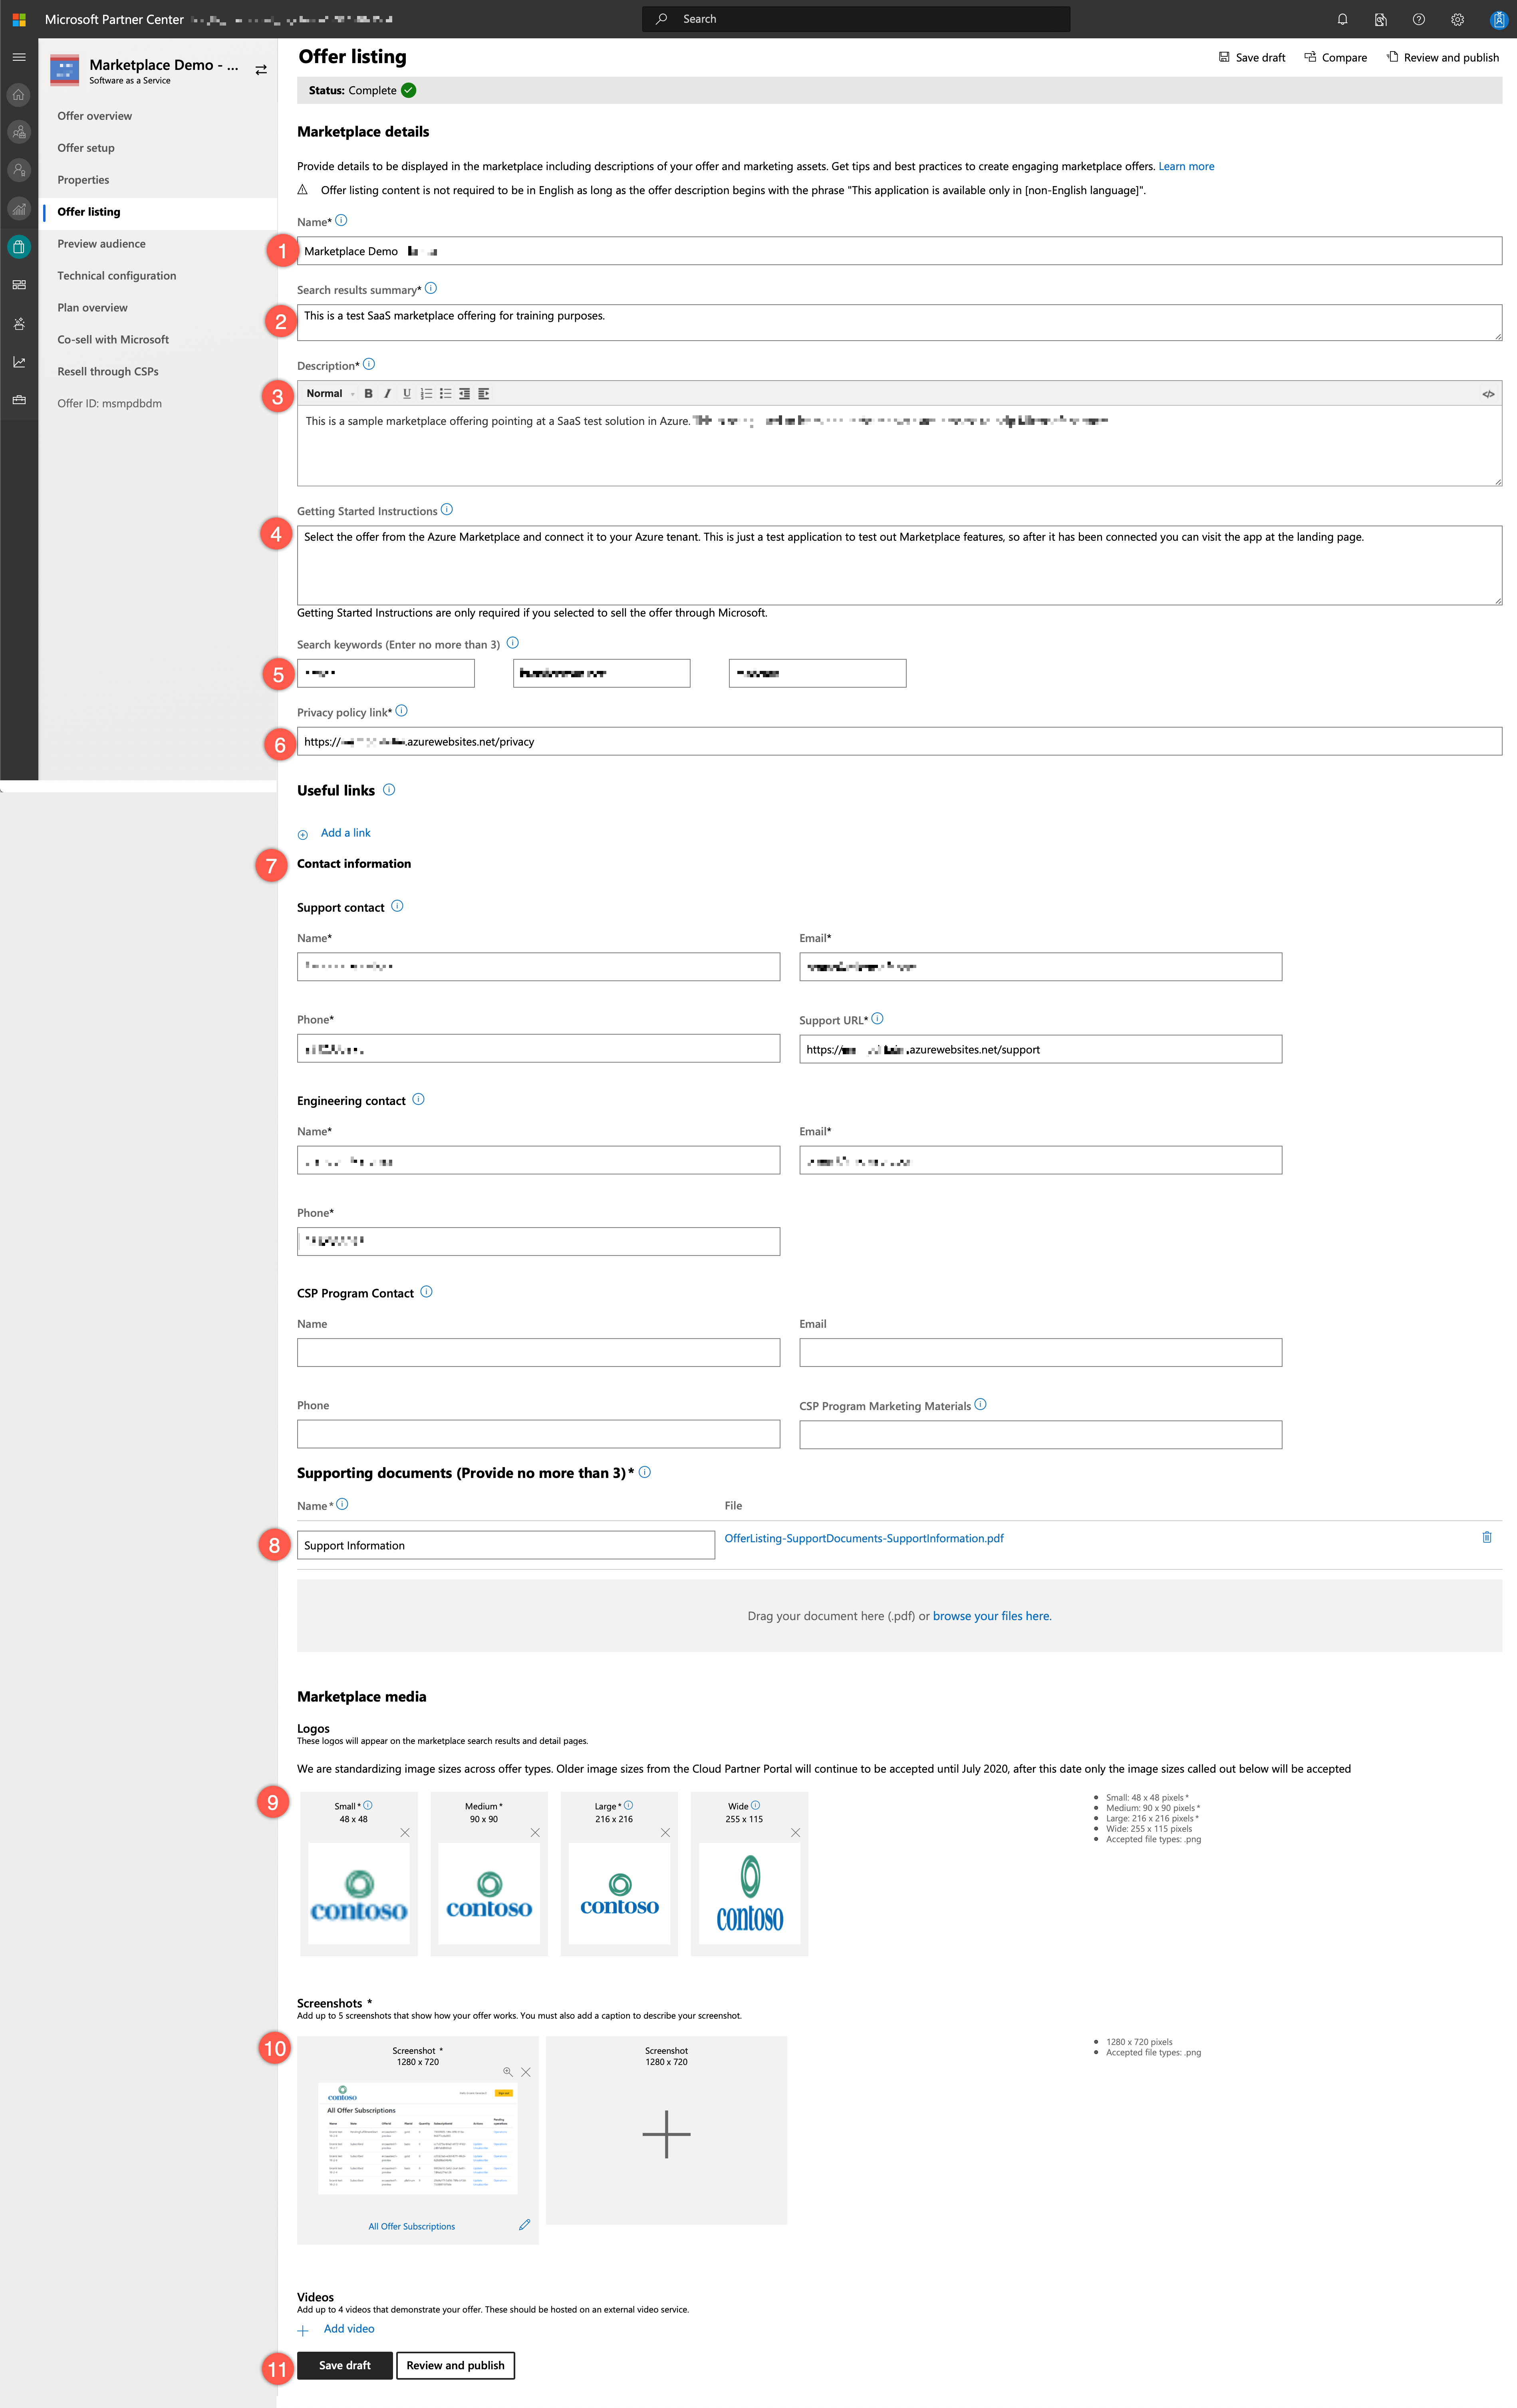 Microsoft Partner Center
Search
Marketplace Demo - ...
Software as a Service
Offer overview
Offer setup
Properties
Offer listing
Preview audience
Technical configuration
Plan overview
Co-sell with Microsoft
Resell through CSPs
Offer ID: msmpdbdm
Offer listing
Save draft
Compare
Review and publish
Status: Complete
Marketplace details
Provide details to be displayed in the marketplace including descriptions of your offer and marketing assets. Get tips and best practices to create engaging marketplace offers. Learn more
Offer listing content is not required to be in English as long as the offer description begins with the phrase "This application is available only in [non-English language]".
Name*
1
Marketplace Demo
Search results summary*
2
This is a test SaaS marketplace offering for training purposes.
Description*
3
Normal B I U </>
This is a sample marketplace offering pointing at a SaaS test solution in Azure.
Getting Started Instructions
4
Select the offer from the Azure Marketplace and connect it to your Azure tenant. This is just a test application to test out Marketplace features, so after it has been connected you can visit the app at the landing page.
Getting Started Instructions are only required if you selected to sell the offer through Microsoft.
Search keywords (Enter no more than 3)
5
Privacy policy link*
6
https:// .azurewebsites.net/privacy
Useful links
Add a link
7
Contact information
Support contact
Name*
Email*
Phone*
Support URL*
https:// .azurewebsites.net/support
Engineering contact
Name*
Email*
Phone*
CSP Program Contact
Name
Email
Phone
CSP Program Marketing Materials
Supporting documents (Provide no more than 3)*
Name*
File
8
Support Information
OfferListing-SupportDocuments-SupportInformation.pdf
Drag your document here (.pdf) or browse your files here.
Marketplace media
Logos
These logos will appear on the marketplace search results and detail pages.
We are standardizing image sizes across offer types. Older image sizes from the Cloud Partner Portal will continue to be accepted until July 2020, after this date only the image sizes called out below will be accepted
9
Small*
48 x 48
contoso
Medium*
90 x 90
contoso
Large*
216 x 216
contoso
Wide
255 x 115
contoso
Small: 48 x 48 pixels*
Medium: 90 x 90 pixels*
Large: 216 x 216 pixels*
Wide: 255 x 115 pixels
Accepted file types: .png
Screenshots *
Add up to 5 screenshots that show how your offer works. You must also add a caption to describe your screenshot.
10
Screenshot *
1280 x 720
contoso
All Offer Subscriptions
All Offer Subscriptions
Screenshot
1280 x 720
1280 x 720 pixels
Accepted file types: .png
Videos
Add up to 4 videos that demonstrate your offer. These should be hosted on an external video service.
Add video
11
Save draft
Review and publish